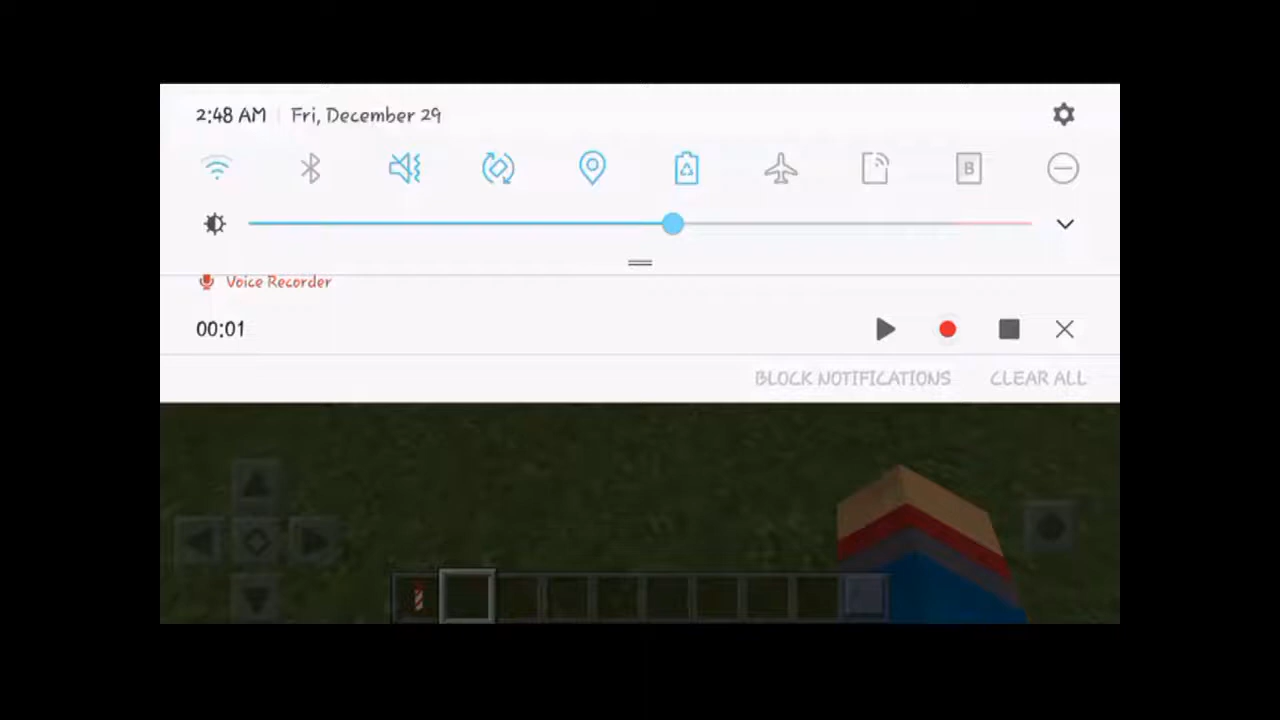 2:48 AM Fri, December 29
B
Voice Recorder
00:01
BLOCK NOTIFICATIONS CLEAR ALL